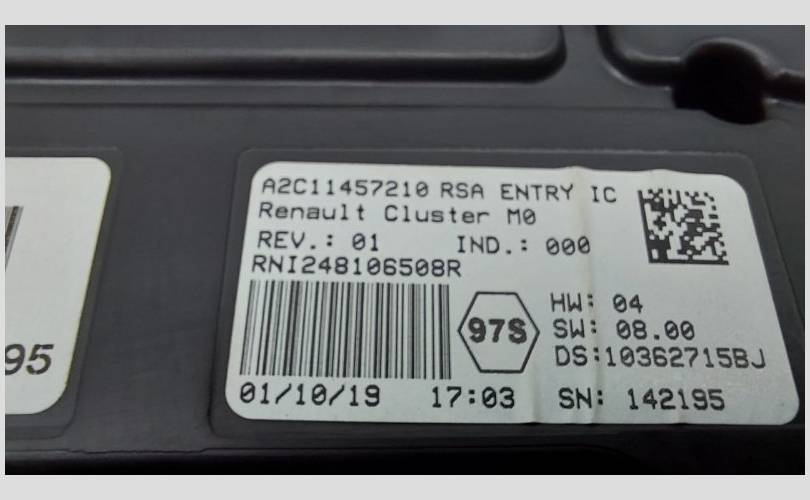 A2C11457210 RSA ENTRY IC
Renault Cluster M0
REV.: 01 IND.: 000
RNI248106508R
97S
HW: 04
SW: 08.00
DS:10362715BJ
01/10/19 17:03 SN: 142195
95